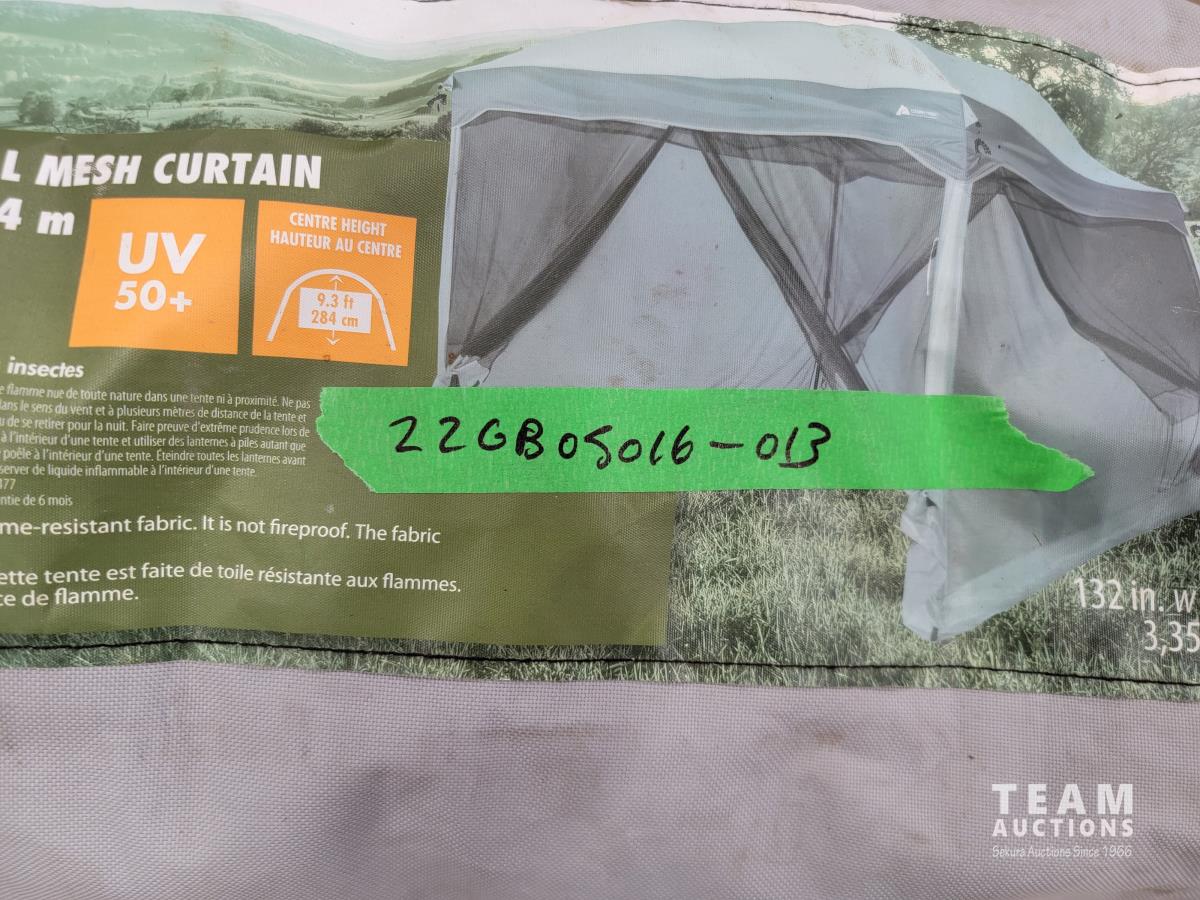 L MESH CURTAIN
4 m
UV
50+
CENTRE HEIGHT
HAUTEUR AU CENTRE
9.3 ft
284 cm
insectes
e flamme nue de toute nature dans une tente ni à proximité. Ne pas
ans le sens du vent et à plusieurs mètres de distance de la tente et
u de se retirer pour la nuit. Faire preuve d'extrême prudence lors de
à l'intérieur d'une tente et utiliser des lanternes à piles autant que
poêle à l'intérieur d'une tente. Éteindre toutes les lanternes avant
server de liquide inflammable à l'intérieur d'une tente.
477
ntie de 6 mois
me-resistant fabric. It is not fireproof. The fabric
ette tente est faite de toile résistante aux flammes.
ce de flamme.
22GB05016-013
132 in. w
3,35
TEAM
AUCTIONS
Sekura Auctions Since 1966